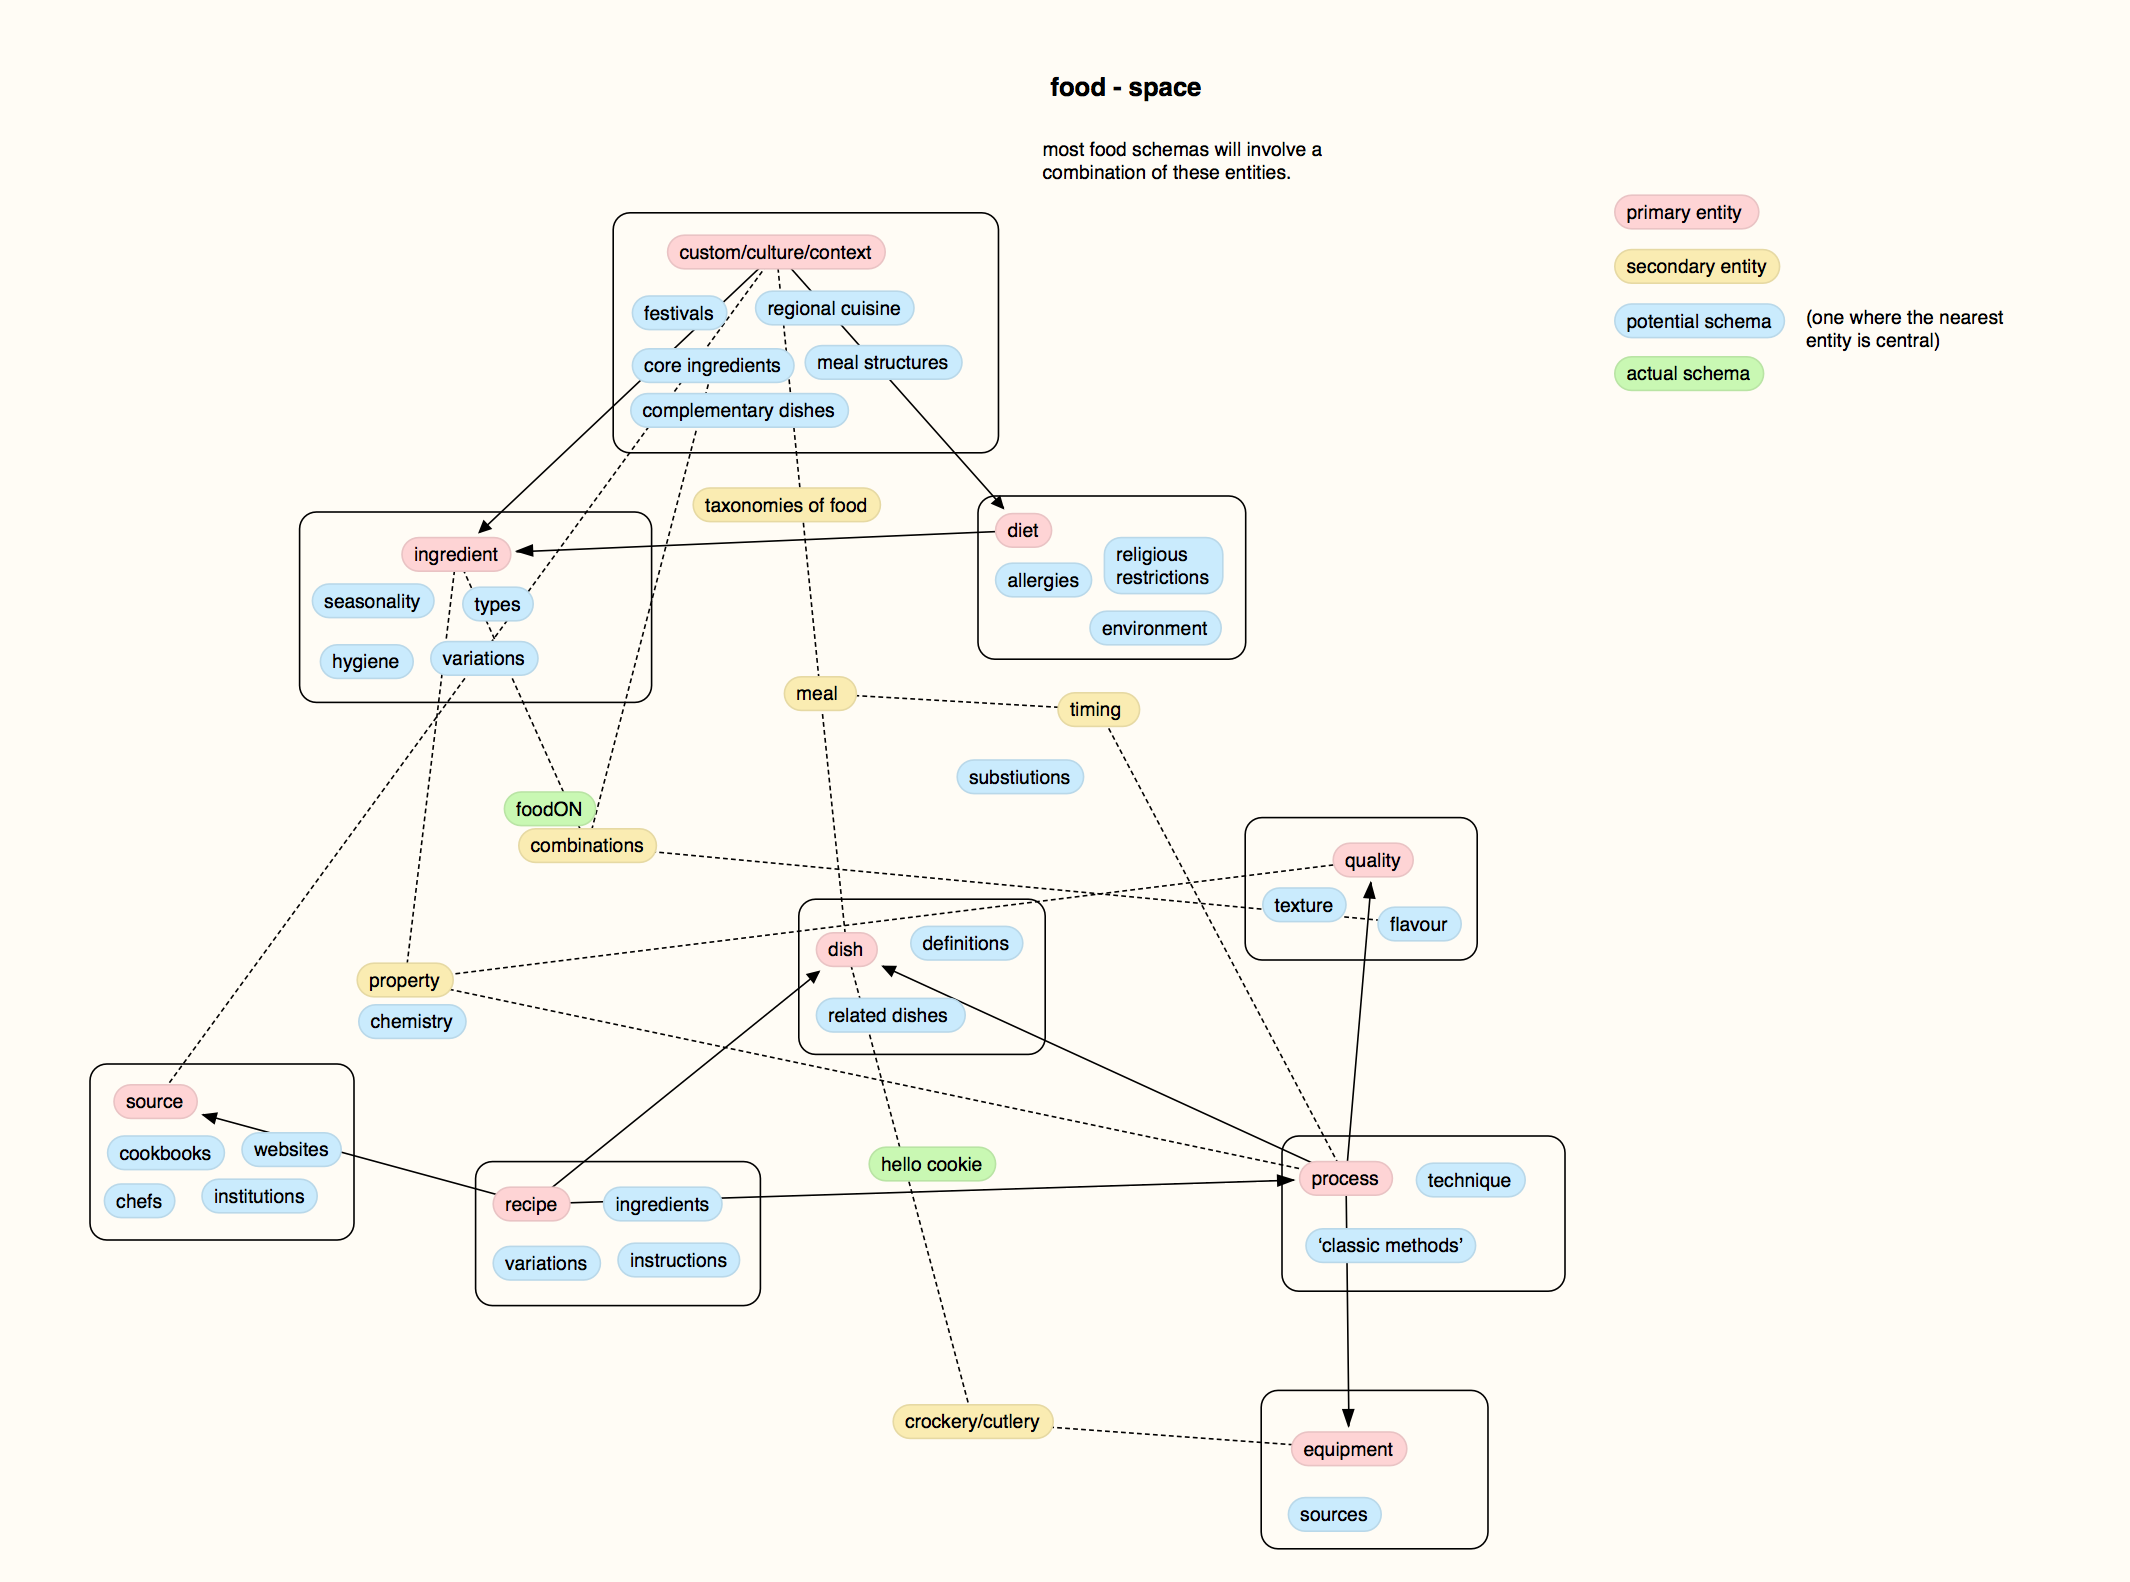 food - space
most food schemas will involve a
combination of these entities.
primary entity
secondary entity
potential schema
(one where the nearest
entity is central)
actual schema
custom/culture/context
festivals
regional cuisine
core ingredients
meal structures
complementary dishes
taxonomies of food
ingredient
seasonality
types
hygiene
variations
diet
allergies
religious
restrictions
environment
meal
timing
substiutions
foodON
combinations
quality
texture
flavour
dish
definitions
related dishes
property
chemistry
source
cookbooks
websites
chefs
institutions
recipe
ingredients
variations
instructions
hello cookie
process
technique
‘classic methods’
crockery/cutlery
equipment
sources